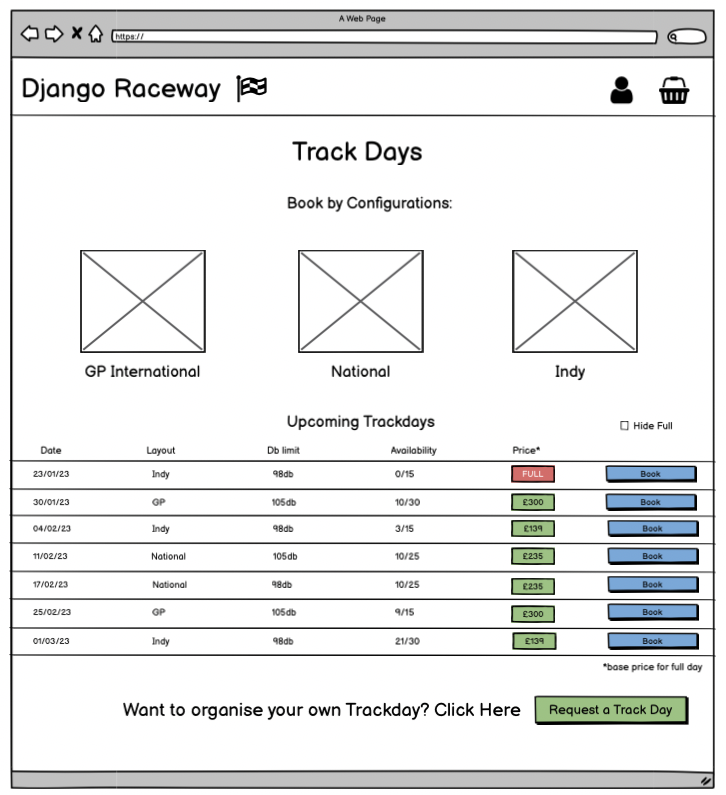 A Web Page
https://
Django Raceway
Track Days
Book by Configurations:
GP International National Indy
Upcoming Trackdays
Hide Full
Date Layout Db limit Availability Price*
23/01/23 Indy 98db 0/15 FULL Book
30/01/23 GP 105db 10/30 £300 Book
04/02/23 Indy 98db 3/15 £139 Book
11/02/23 National 105db 10/25 £235 Book
17/02/23 National 98db 10/25 £235 Book
25/02/23 GP 105db 9/15 £300 Book
01/03/23 Indy 98db 21/30 £139 Book
*base price for full day
Want to organise your own Trackday? Click Here Request a Track Day